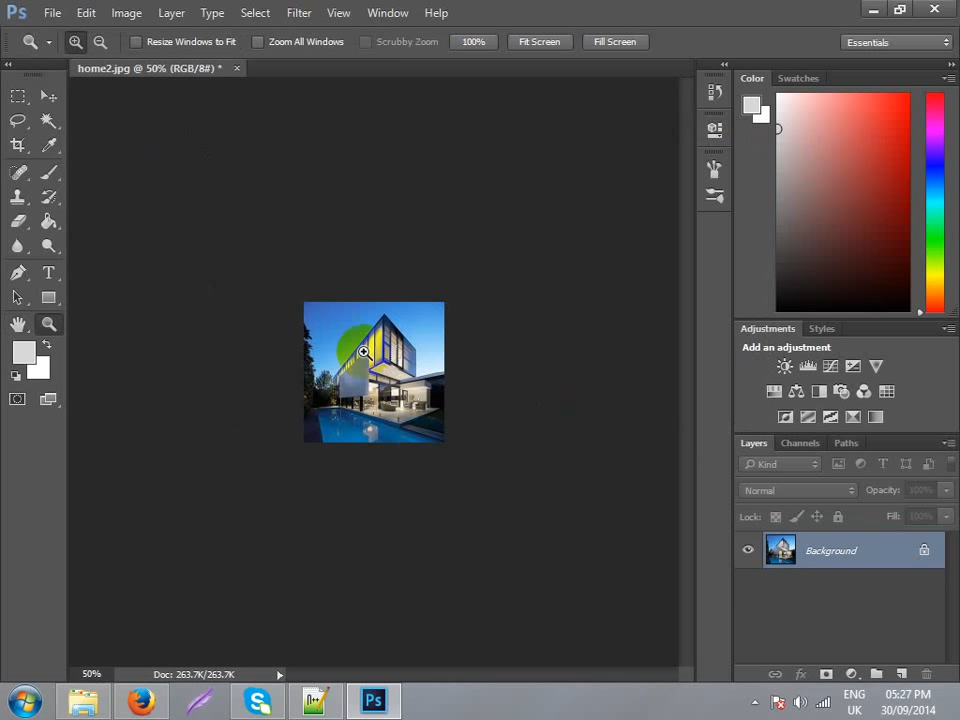 Ps File Edit Image Layer Type Select Filter View Window Help
Resize Windows to Fit Zoom All Windows Scrubby Zoom 100% Fit Screen Fill Screen Essentials
home2.jpg @ 50% (RGB/8#) * ×
Color Swatches
T
Adjustments Styles
Add an adjustment
Layers Channels Paths
Kind T
Normal Opacity: 100%
Lock: Fill: 100%
Background
fx
50% Doc: 263.7K/263.7K
S Ps ENG 05:27 PM
UK 30/09/2014